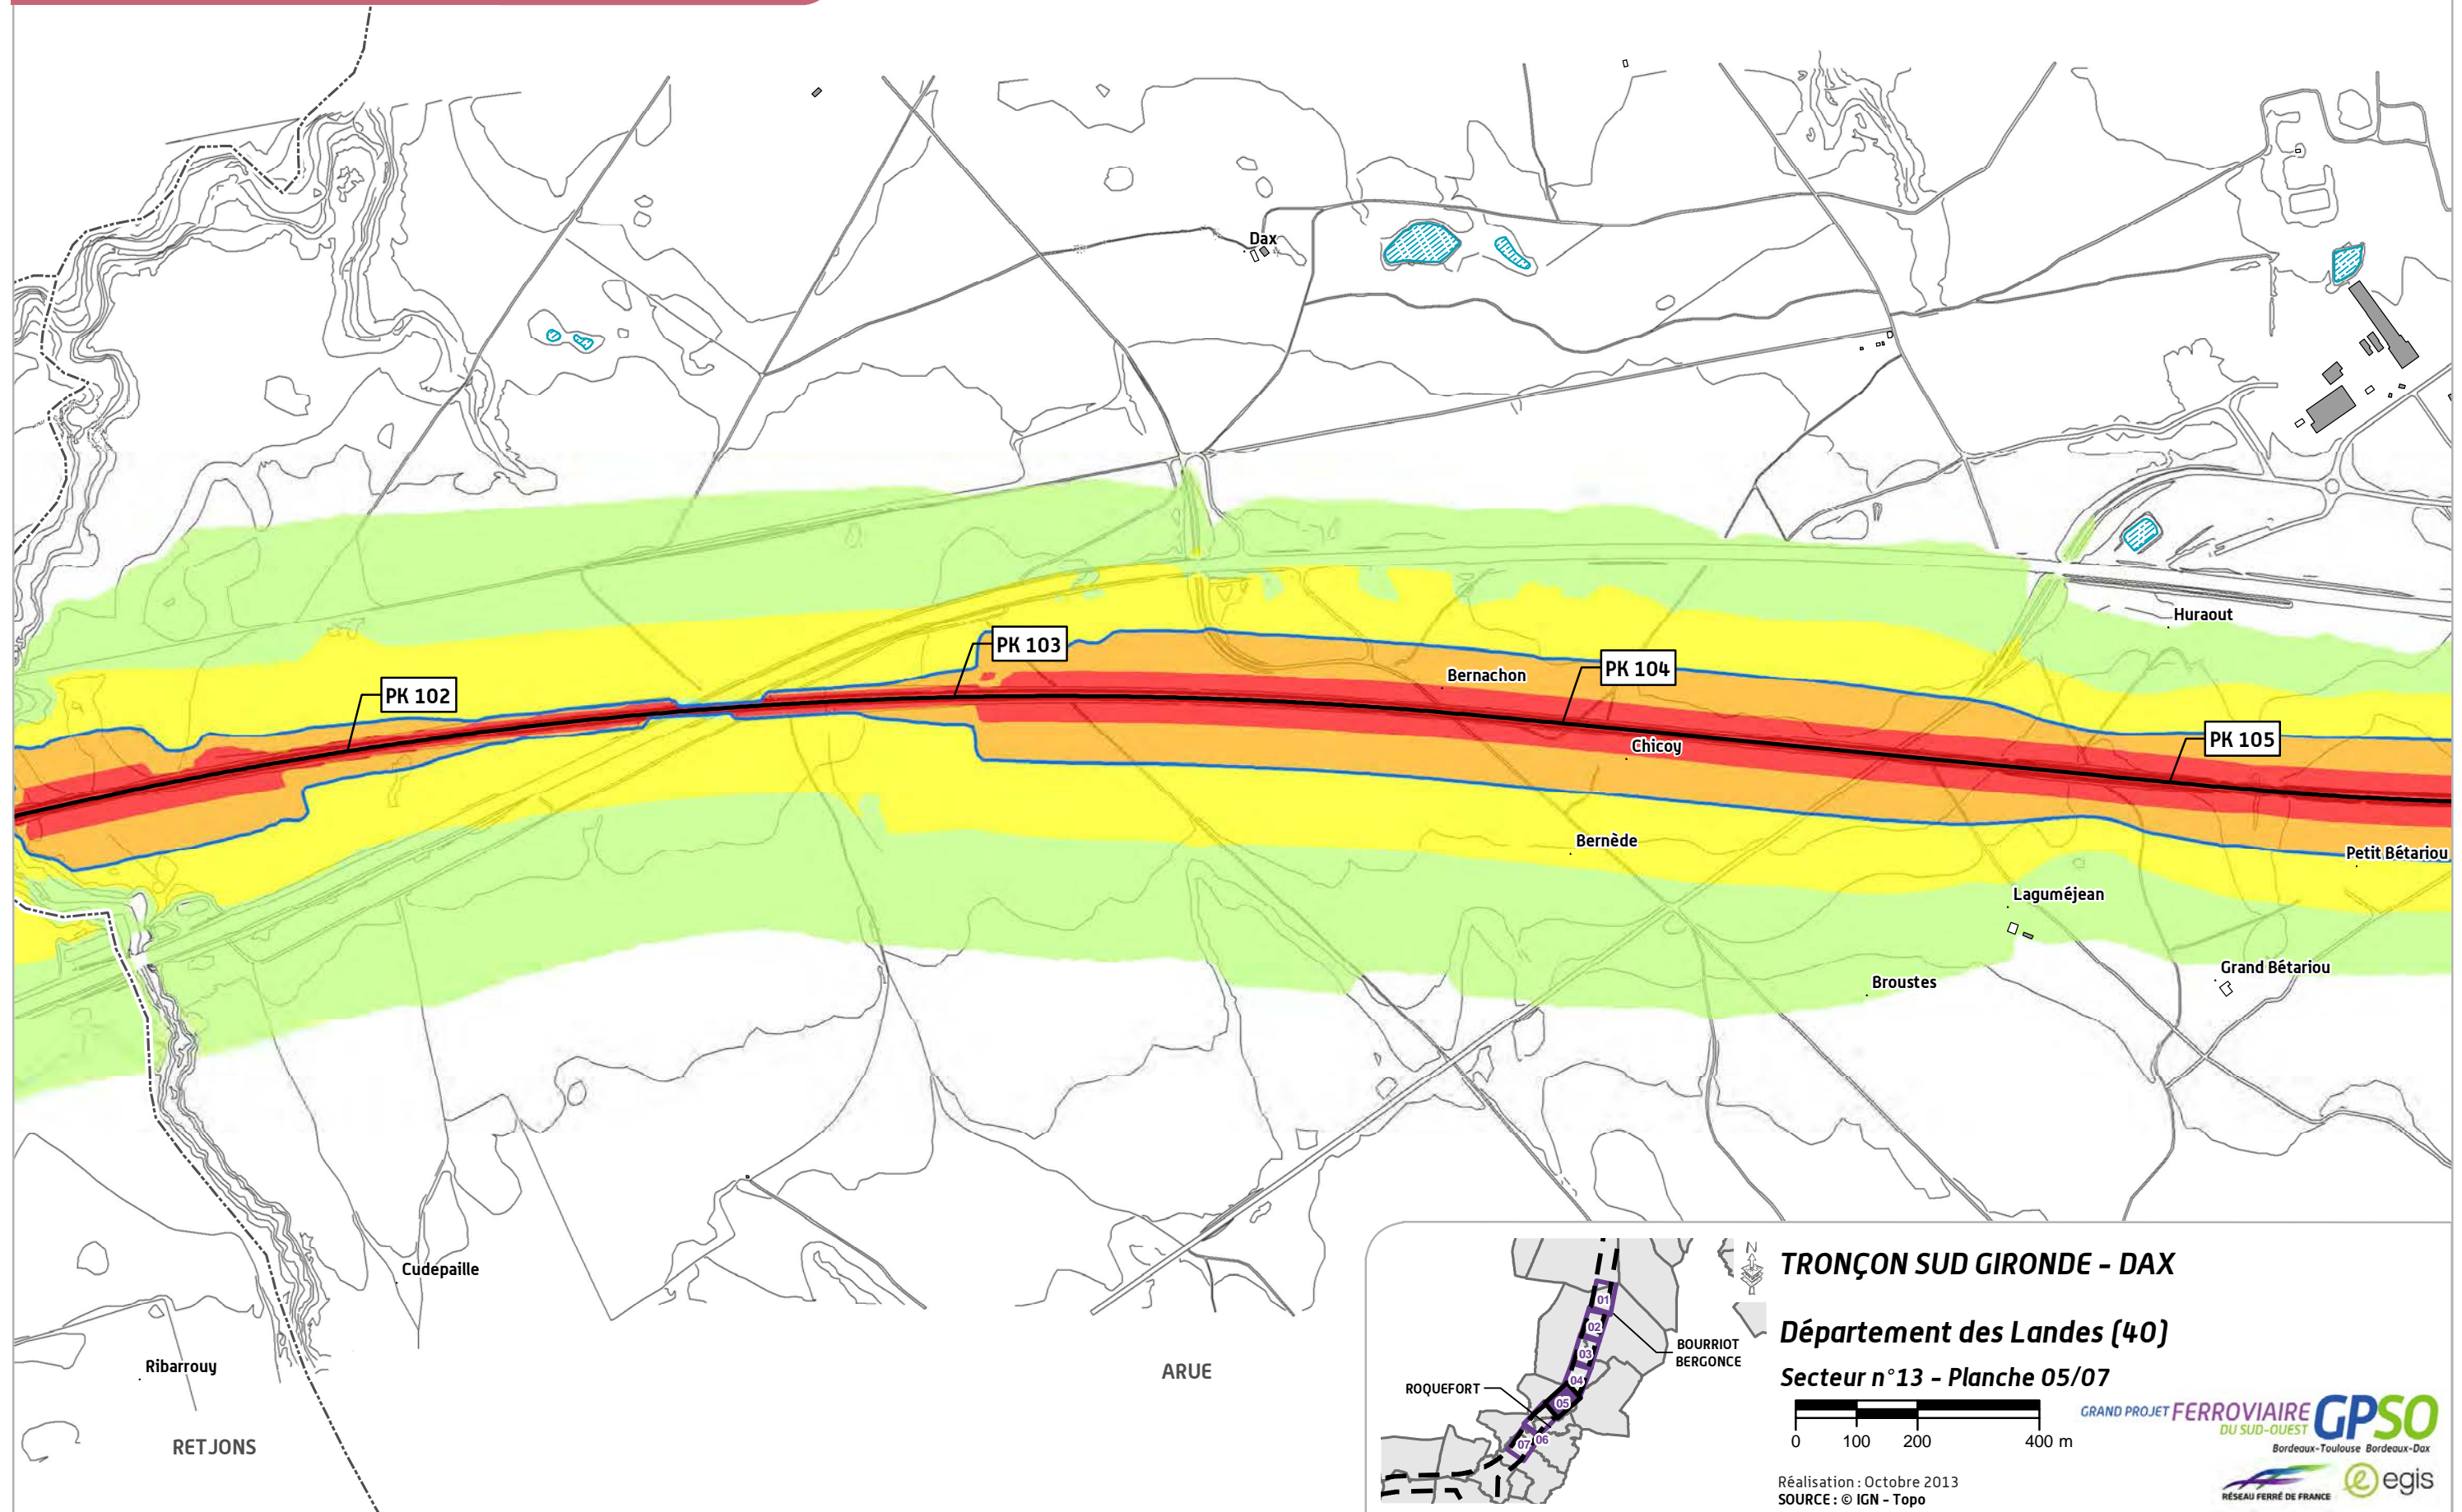 Dax
Huraout
PK 103
PK 104
Bernachon
PK 102
PK 105
Chicoy
Bernède
Petit Bétariou
Laguméjean
Grand Bétariou
Broustes
Cudepaille
Ribarrouy
ARUE
RETJONS
N
01
02
03
04
05
06
07
BOURRIOT
BERGONCE
ROQUEFORT
TRONÇON SUD GIRONDE - DAX
Département des Landes (40)
Secteur n°13 - Planche 05/07
0 100 200 400 m
GRAND PROJET FERROVIAIRE
DU SUD-OUEST
GPSO
Bordeaux-Toulouse Bordeaux-Dax
Réalisation : Octobre 2013
SOURCE : © IGN - Topo
RÉSEAU FERRÉ DE FRANCE
egis